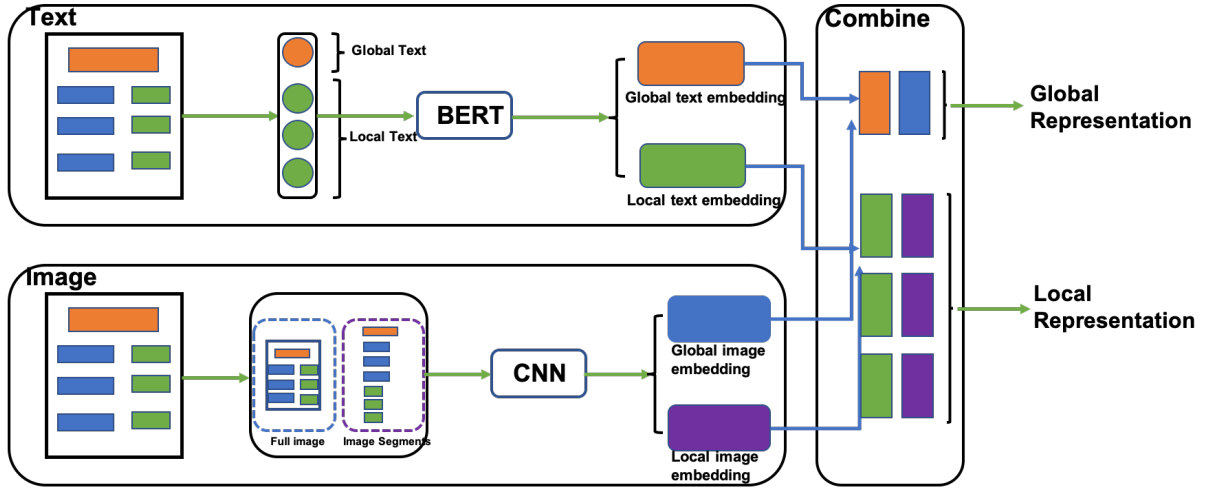 Text
Global Text
Local Text
BERT
Global text embedding
Local text embedding
Combine
Global
Representation
Local
Representation
Image
Full image
Image Segments
CNN
Global image
embedding
Local image
embedding